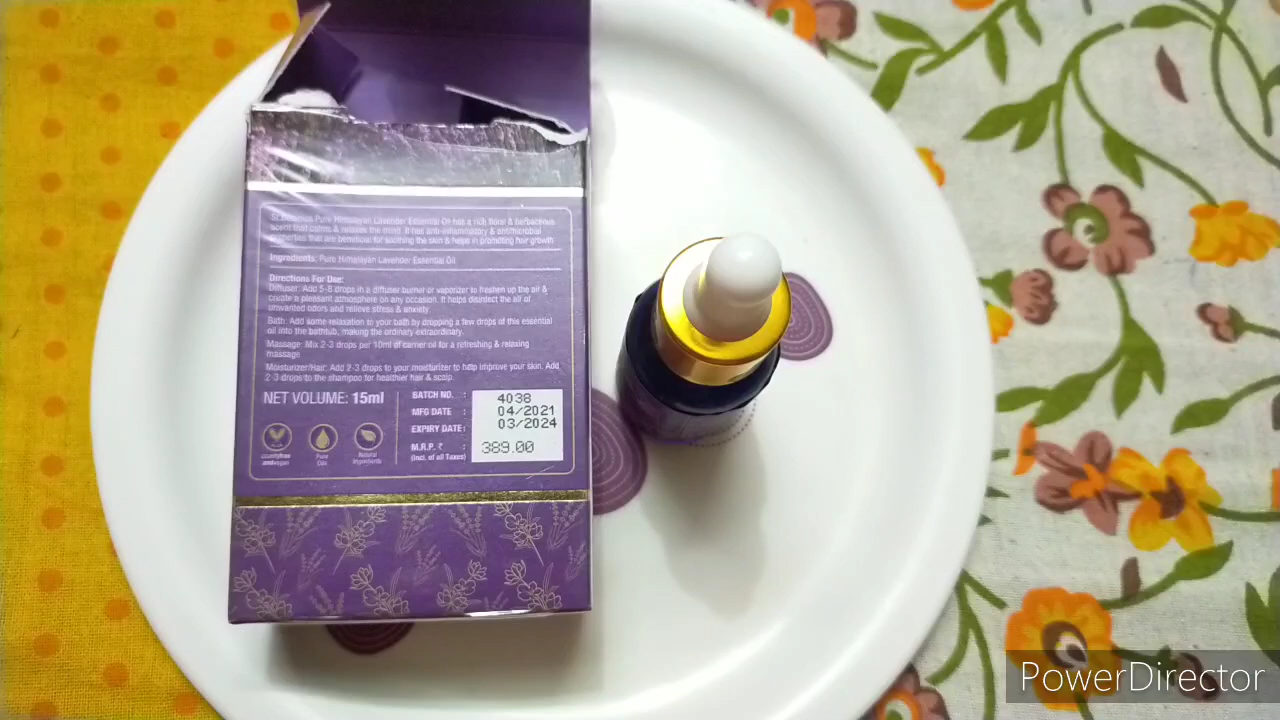 St.Botanica Pure Himalayan Lavender Essential Oil has a rich floral & herbaceous
scent that calms & relaxes the mind. It has anti-inflammatory & antimicrobial
properties that are beneficial for soothing the skin & helps in promoting hair growth
Ingredients: Pure Himalayan Lavender Essential Oil
Directions For Use:
Diffuser: Add 5-8 drops in a diffuser burner or vaporizer to freshen up the air &
create a pleasant atmosphere on any occasion. It helps disinfect the air of
unwanted odors and relieve stress & anxiety
Bath: Add some relaxation to your bath by dropping a few drops of this essential
oil into the bathtub, making the ordinary extraordinary.
Massage: Mix 2-3 drops per 10ml of carrier oil for a refreshing & relaxing
massage
Moisturizer/Hair: Add 2-3 drops to your moisturizer to help improve your skin. Add
2-3 drops to the shampoo for healthier hair & scalp.
NET VOLUME: 15ml
Crueltyfree
and vegan
Pure
Oils
Natural
Ingredients
BATCH NO. : 4038
MFG DATE : 04/2021
EXPIRY DATE: 03/2024
M.R.P. ₹ : 389.00
(Incl. of all Taxes)
PowerDirector